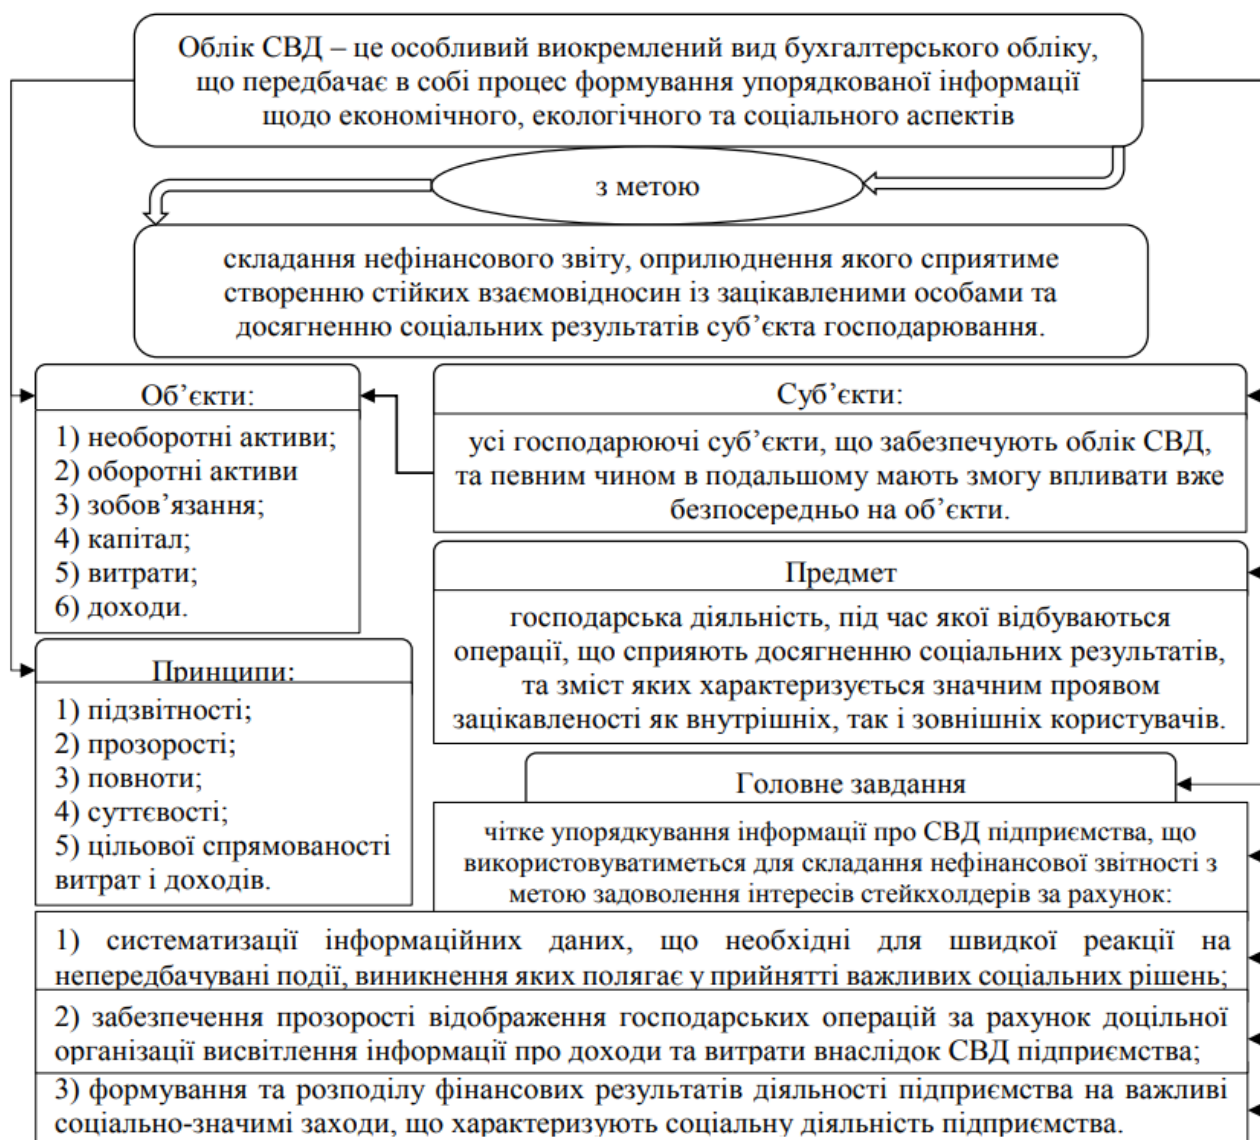 Облік СВД – це особливий виокремлений вид бухгалтерського обліку,
що передбачає в собі процес формування упорядкованої інформації
щодо економічного, екологічного та соціального аспектів
з метою
складання нефінансового звіту, оприлюднення якого сприятиме
створенню стійких взаємовідносин із зацікавленими особами та
досягненню соціальних результатів суб’єкта господарювання.
Об’єкти:
1) необоротні активи;
2) оборотні активи
3) зобов’язання;
4) капітал;
5) витрати;
6) доходи.
Суб’єкти:
усі господарюючі суб’єкти, що забезпечують облік СВД,
та певним чином в подальшому мають змогу впливати вже
безпосередньо на об’єкти.
Предмет
господарська діяльність, під час якої відбуваються
операції, що сприяють досягненню соціальних результатів,
та зміст яких характеризується значним проявом
зацікавленості як внутрішніх, так і зовнішніх користувачів.
Принципи:
1) підзвітності;
2) прозорості;
3) повноти;
4) суттєвості;
5) цільової спрямованості
витрат і доходів.
Головне завдання
чітке упорядкування інформації про СВД підприємства, що
використовуватиметься для складання нефінансової звітності з
метою задоволення інтересів стейкхолдерів за рахунок:
1) систематизації інформаційних даних, що необхідні для швидкої реакції на
непередбачувані події, виникнення яких полягає у прийнятті важливих соціальних рішень;
2) забезпечення прозорості відображення господарських операцій за рахунок доцільної
організації висвітлення інформації про доходи та витрати внаслідок СВД підприємства;
3) формування та розподілу фінансових результатів діяльності підприємства на важливі
соціально-значимі заходи, що характеризують соціальну діяльність підприємства.